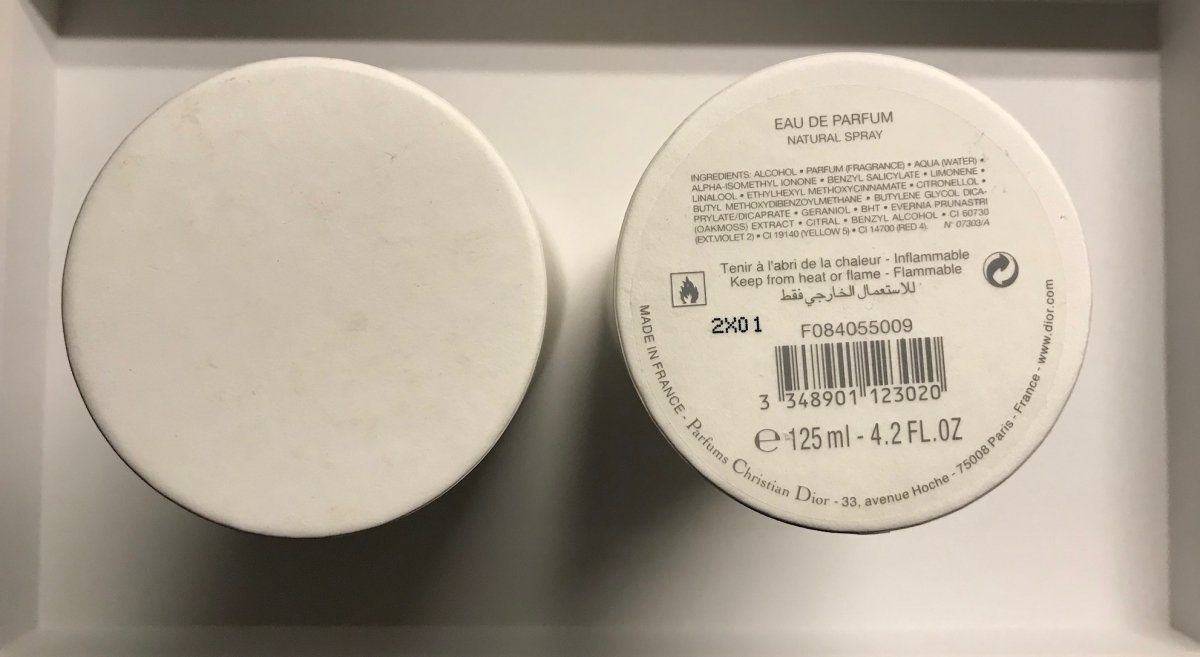 EAU DE PARFUM
NATURAL SPRAY
INGREDIENTS: ALCOHOL • PARFUM (FRAGRANCE) • AQUA (WATER) •
ALPHA-ISOMETHYL IONONE • BENZYL SALICYLATE • LIMONENE •
LINALOOL • ETHYLHEXYL METHOXYCINNAMATE • CITRONELLOL •
BUTYL METHOXYDIBENZOYLMETHANE • BUTYLENE GLYCOL DICA-
PRYLATE/DICAPRATE • GERANIOL • BHT • EVERNIA PRUNASTRI
(OAKMOSS) EXTRACT • CITRAL • BENZYL ALCOHOL • CI 60730
(EXT.VIOLET 2) • CI 19140 (YELLOW 5) • CI 14700 (RED 4). N° 07303/A
Tenir à l'abri de la chaleur - Inflammable
Keep from heat or flame - Flammable
للاستعمال الخارجي فقط
2X01 F084055009
3 348901 123020
℮ 125 ml - 4.2 FL.OZ
MADE IN FRANCE - Parfums Christian Dior - 33, avenue Hoche - 75008 Paris - France - www.dior.com